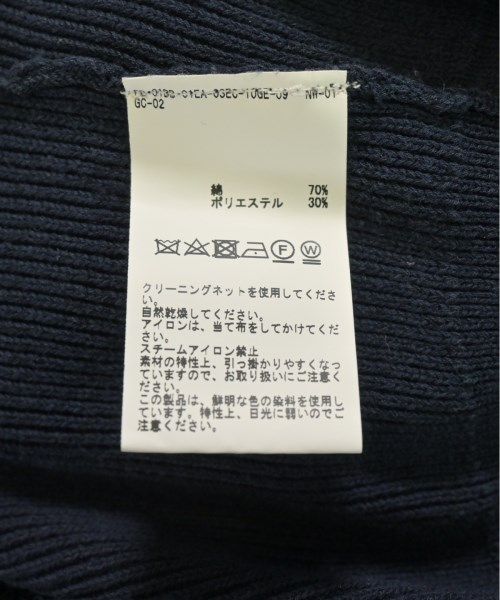 GC-02
綿 70%
ポリエステル 30%
F W
クリーニングネットを使用してくださ
い。
自然乾燥してください。
アイロンは、当て布をしてかけてくだ
さい。
スチームアイロン禁止
素材の特性上、引っ掛かりやすくなっ
ていますので、お取り扱いにご注意く
ださい。
この製品は、鮮明な色の染料を使用し
ています。特性上、日光に弱いのでご
注意ください。